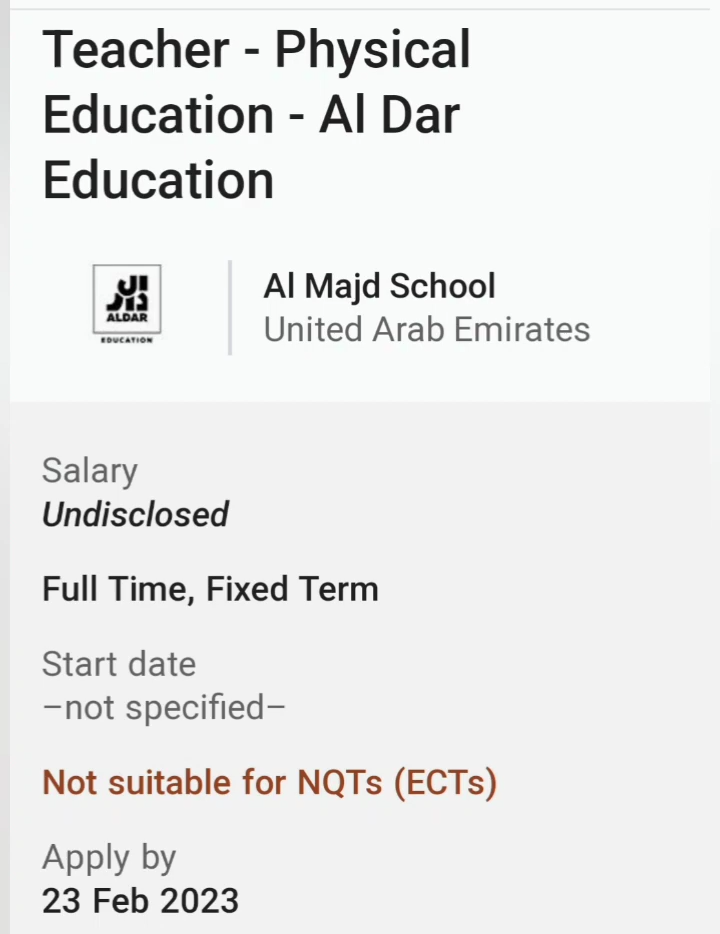 Teacher - Physical
Education - Al Dar
Education
الدار
ALDAR
EDUCATION
Al Majd School
United Arab Emirates
Salary
Undisclosed
Full Time, Fixed Term
Start date
–not specified–
Not suitable for NQTs (ECTs)
Apply by
23 Feb 2023